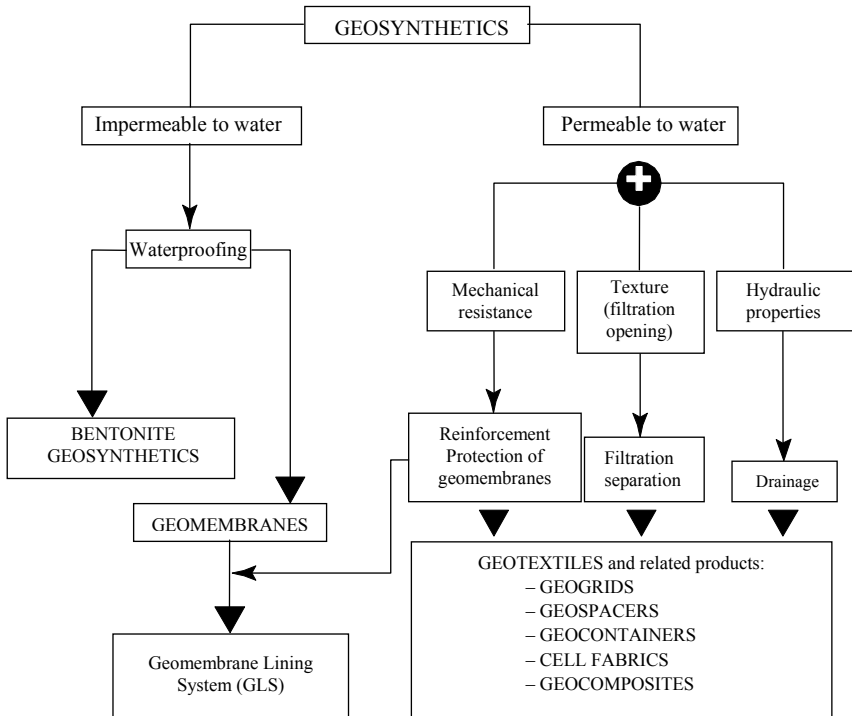 GEOSYNTHETICS
Impermeable to water
Permeable to water
Waterproofing
Mechanical
resistance
Texture
(filtration
opening)
Hydraulic
properties
BENTONITE
GEOSYNTHETICS
Reinforcement
Protection of
geomembranes
Filtration
separation
Drainage
GEOMEMBRANES
GEOTEXTILES and related products:
– GEOGRIDS
– GEOSPACERS
– GEOCONTAINERS
– CELL FABRICS
– GEOCOMPOSITES
Geomembrane Lining
System (GLS)